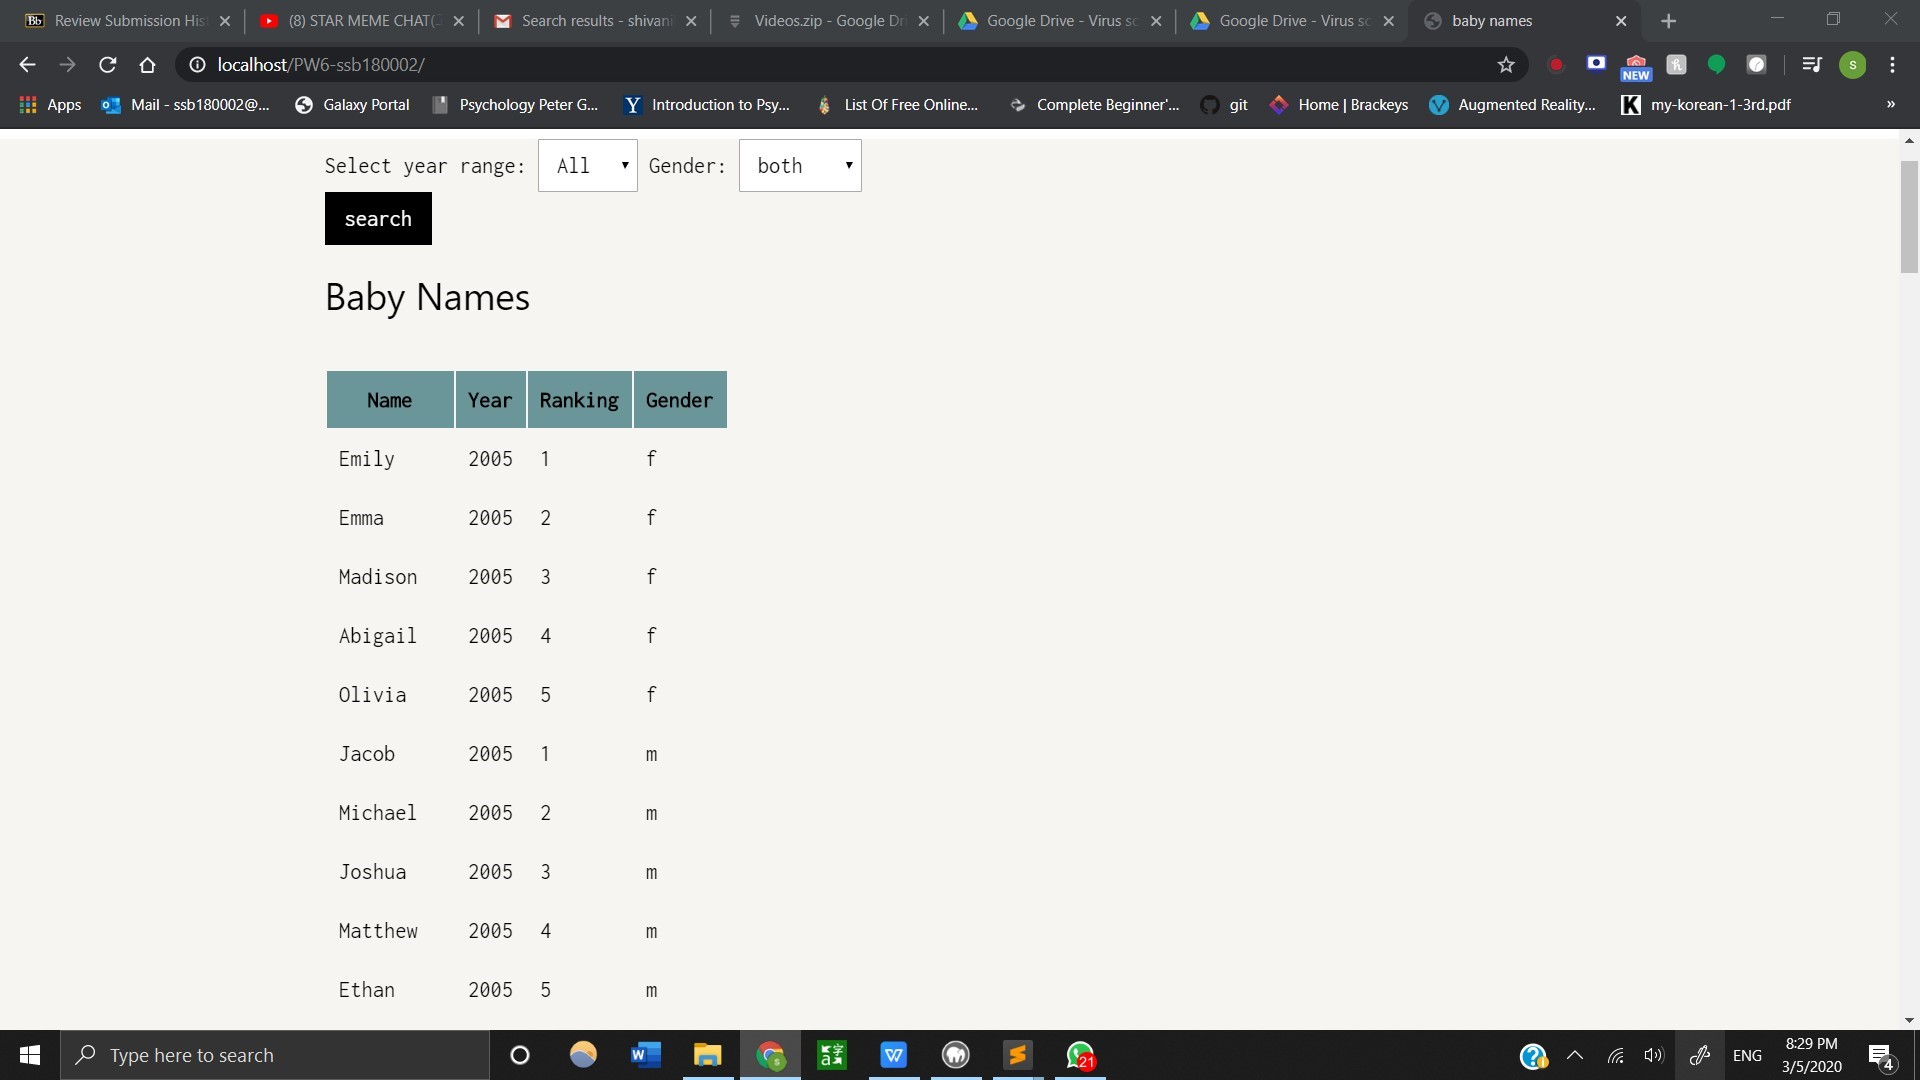 Review Submission His
(8) STAR MEME CHAT(
Search results - shivani
Videos.zip - Google Dri
Google Drive - Virus sc
Google Drive - Virus sc
baby names
localhost/PW6-ssb180002/
NEW
s
Apps
Mail - ssb180002@...
Galaxy Portal
Psychology Peter G...
Introduction to Psy...
List Of Free Online...
Complete Beginner'...
git
Home | Brackeys
Augmented Reality...
my-korean-1-3rd.pdf
»
Select year range: All Gender: both
search
Baby Names
Name Year Ranking Gender
Emily 2005 1 f
Emma 2005 2 f
Madison 2005 3 f
Abigail 2005 4 f
Olivia 2005 5 f
Jacob 2005 1 m
Michael 2005 2 m
Joshua 2005 3 m
Matthew 2005 4 m
Ethan 2005 5 m
Type here to search
21
ENG
8:29 PM
3/5/2020
4